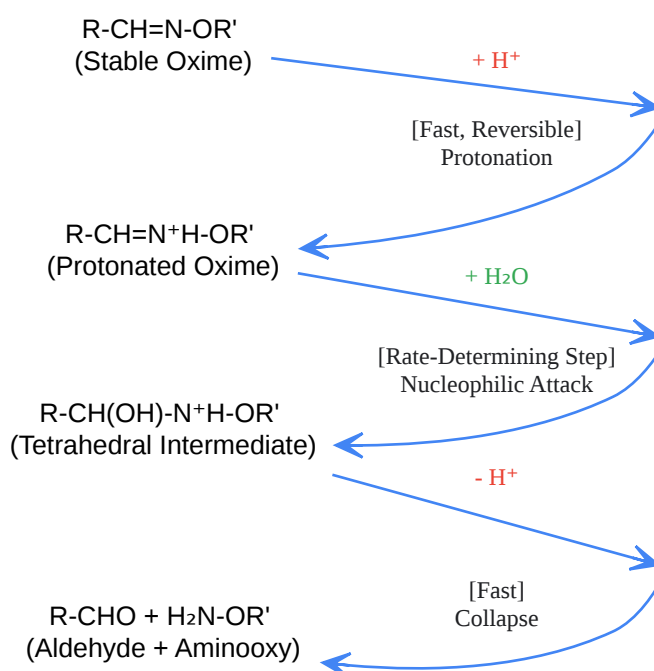 R-CH=N-OR'
(Stable Oxime)
+ H⁺
[Fast, Reversible]
Protonation
R-CH=N⁺H-OR'
(Protonated Oxime)
+ H₂O
[Rate-Determining Step]
Nucleophilic Attack
R-CH(OH)-N⁺H-OR'
(Tetrahedral Intermediate)
- H⁺
[Fast]
Collapse
R-CHO + H₂N-OR'
(Aldehyde + Aminooxy)